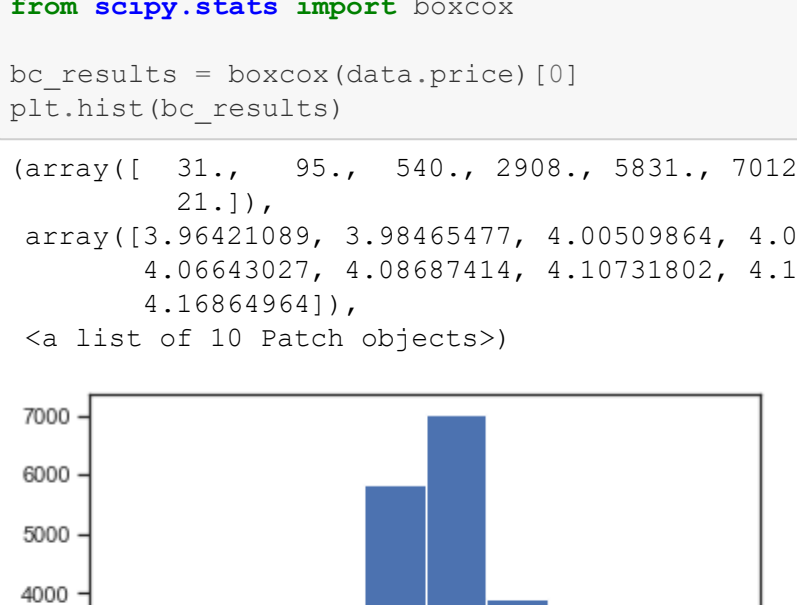 from scipy.stats import boxcox
bc_results = boxcox(data.price)[0]
plt.hist(bc_results)
(array([  31.,   95.,  540., 2908., 5831., 7012
         21.]),
 array([3.96421089, 3.98465477, 4.00509864, 4.0
       4.06643027, 4.08687414, 4.10731802, 4.1
       4.16864964]),
 <a list of 10 Patch objects>)
7000
6000
5000
4000